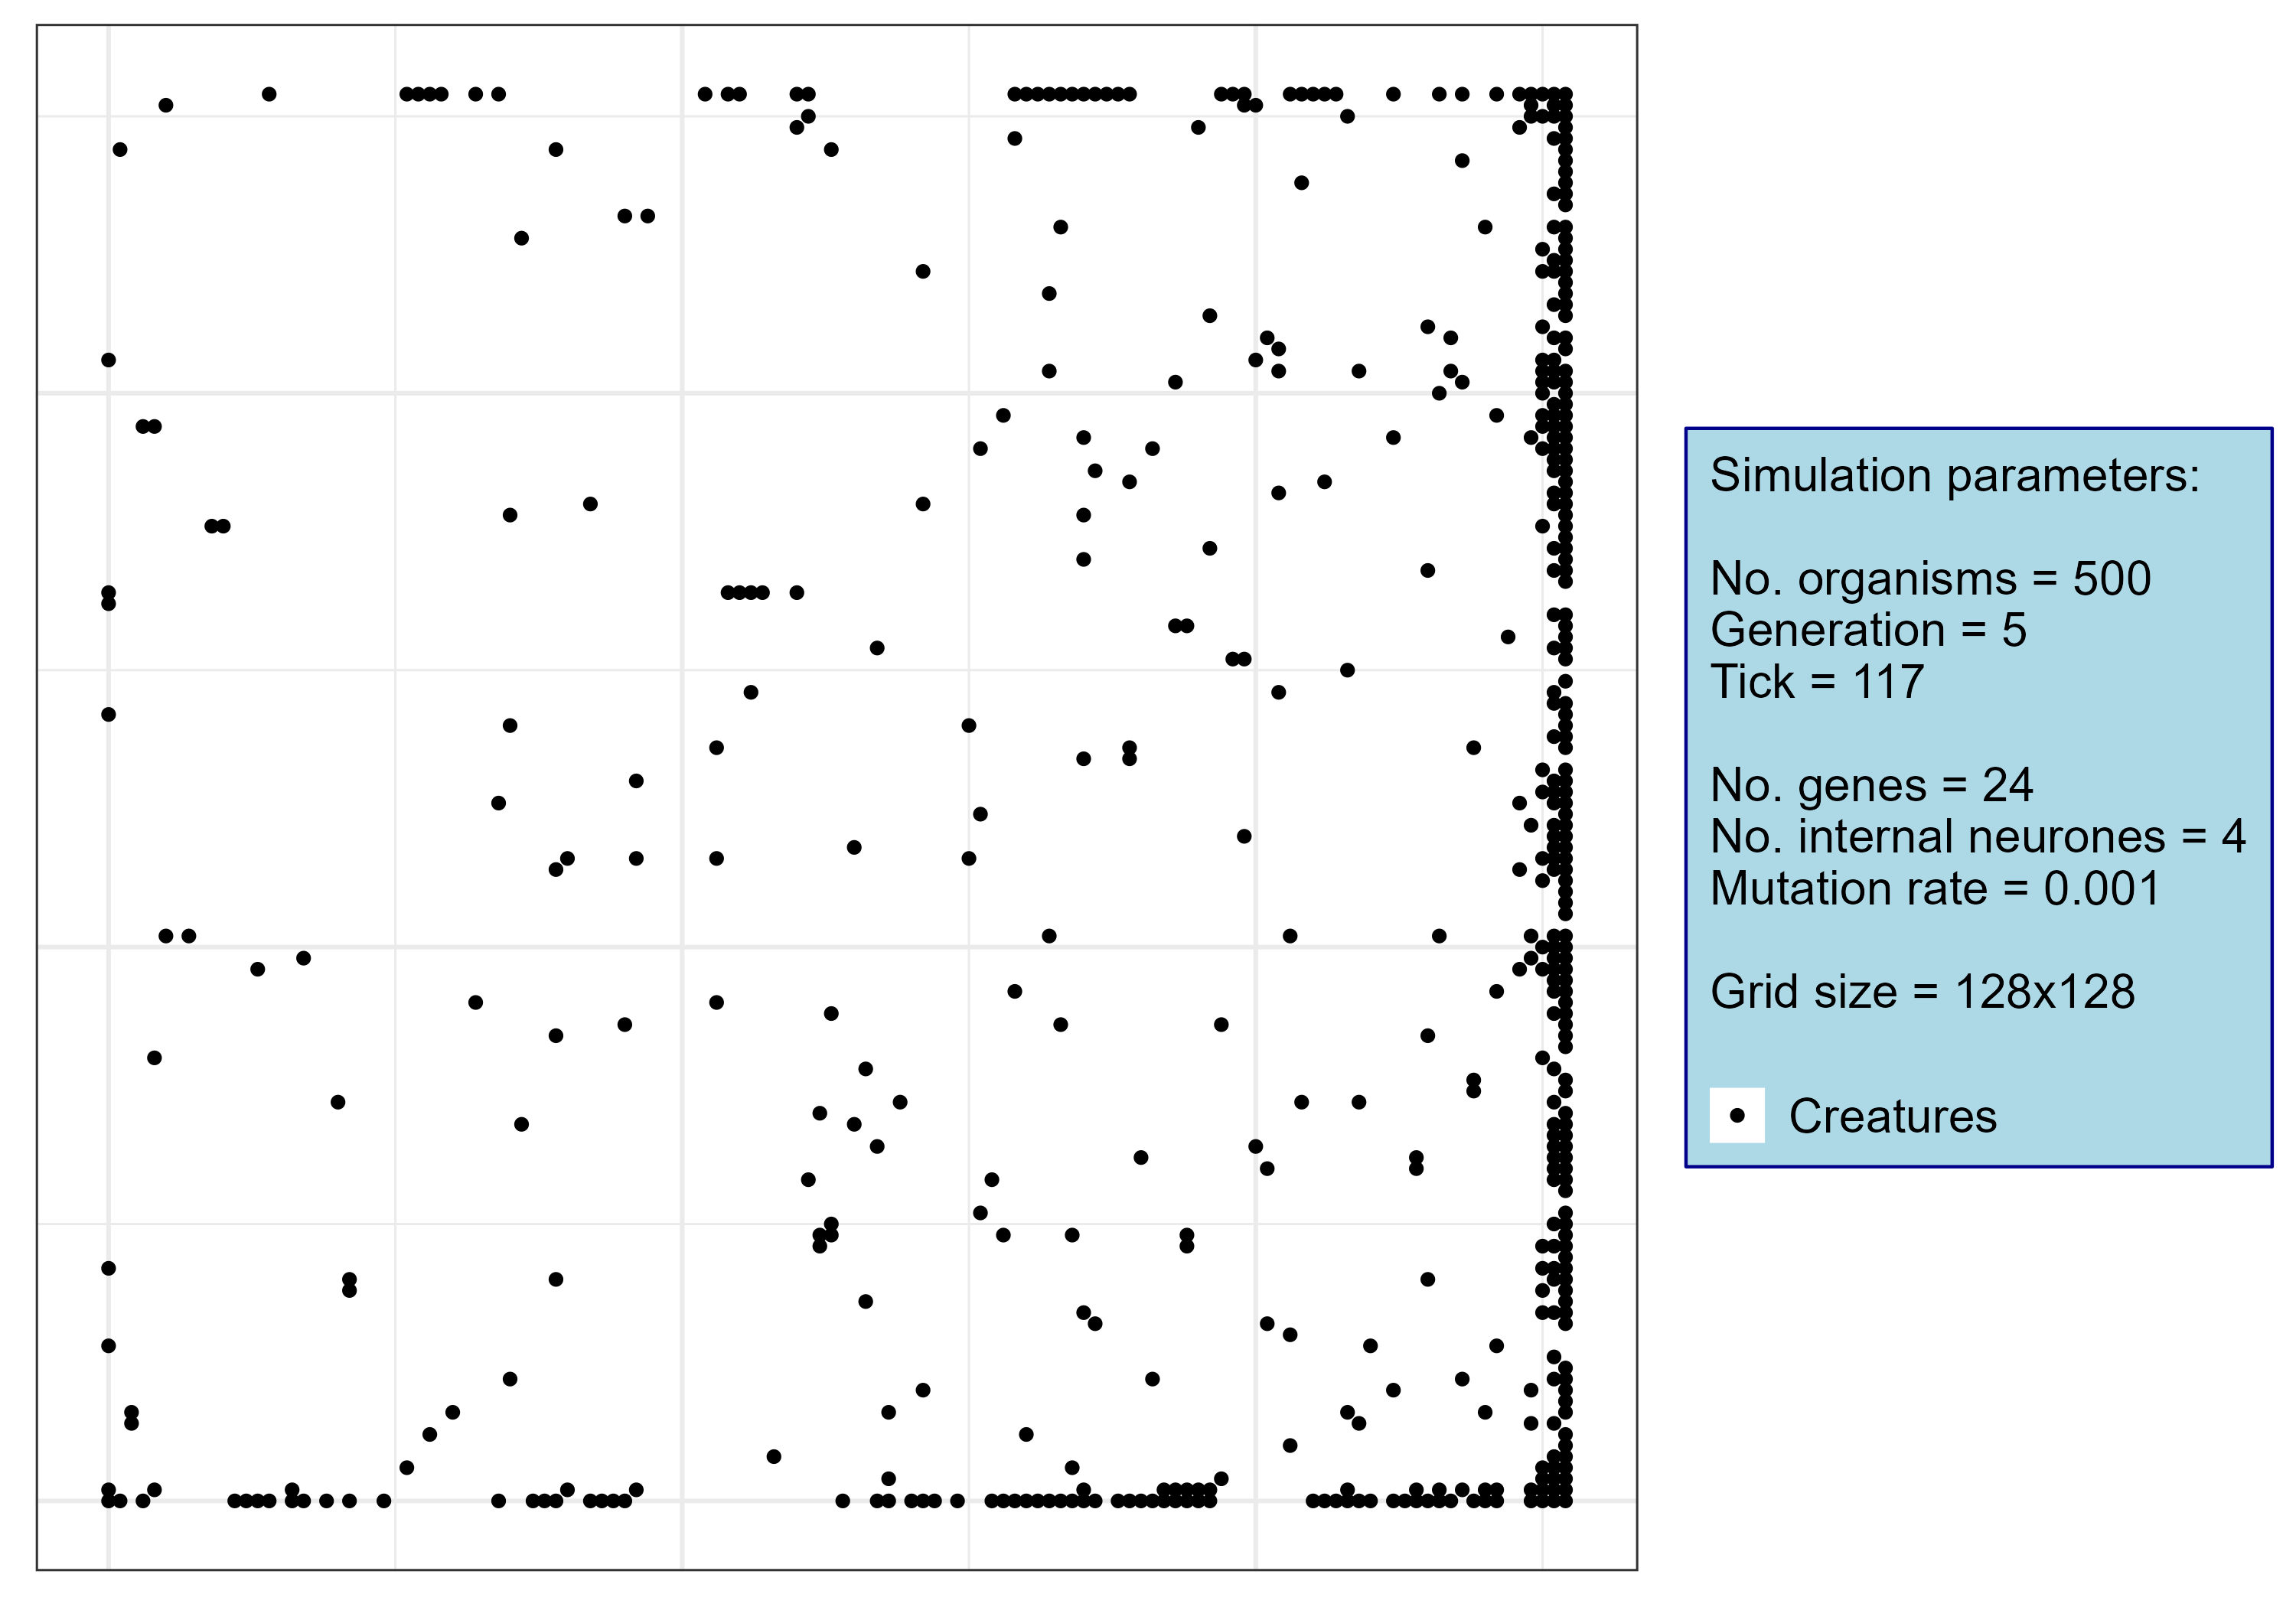 Simulation parameters:
No. organisms = 500
Generation = 5
Tick = 117
No. genes = 24
No. internal neurones = 4
Mutation rate = 0.001
Grid size = 128x128
Creatures